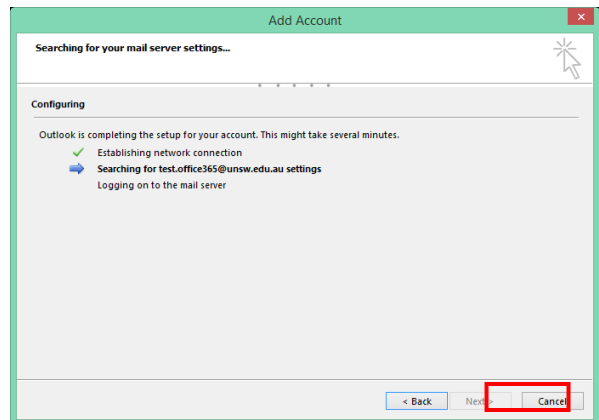 Add Account
Searching for your mail server settings...
Configuring
Outlook is completing the setup for your account. This might take several minutes.
Establishing network connection
Searching for test.office365@unsw.edu.au settings
Logging on to the mail server
< Back Next > Cancel